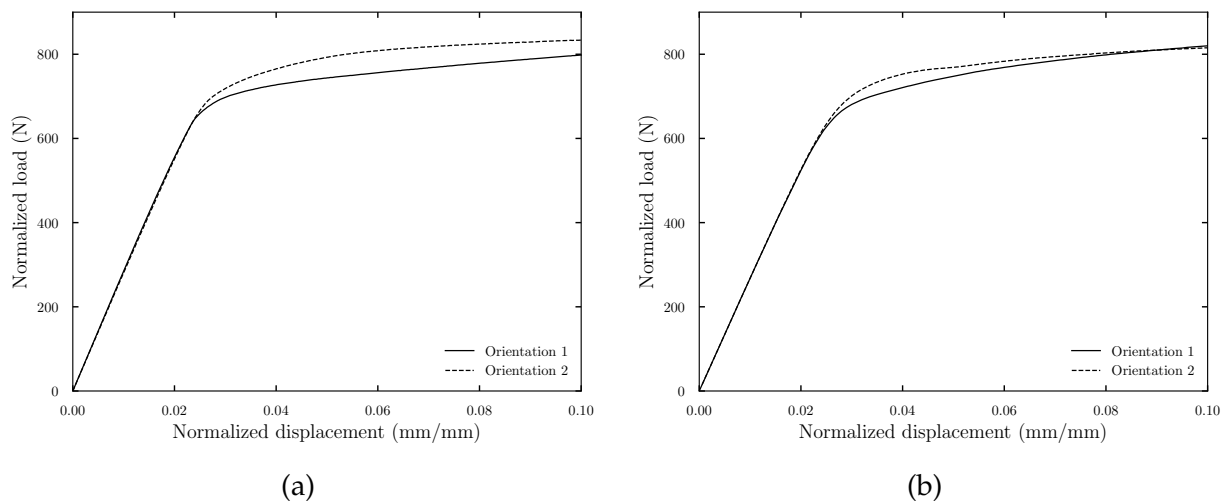 800
600
400
200
0
Normalized load (N)
Orientation 1
Orientation 2
0.00 0.02 0.04 0.06 0.08 0.10
Normalized displacement (mm/mm)
(a)
800
600
400
200
0
Normalized load (N)
Orientation 1
Orientation 2
0.00 0.02 0.04 0.06 0.08 0.10
Normalized displacement (mm/mm)
(b)